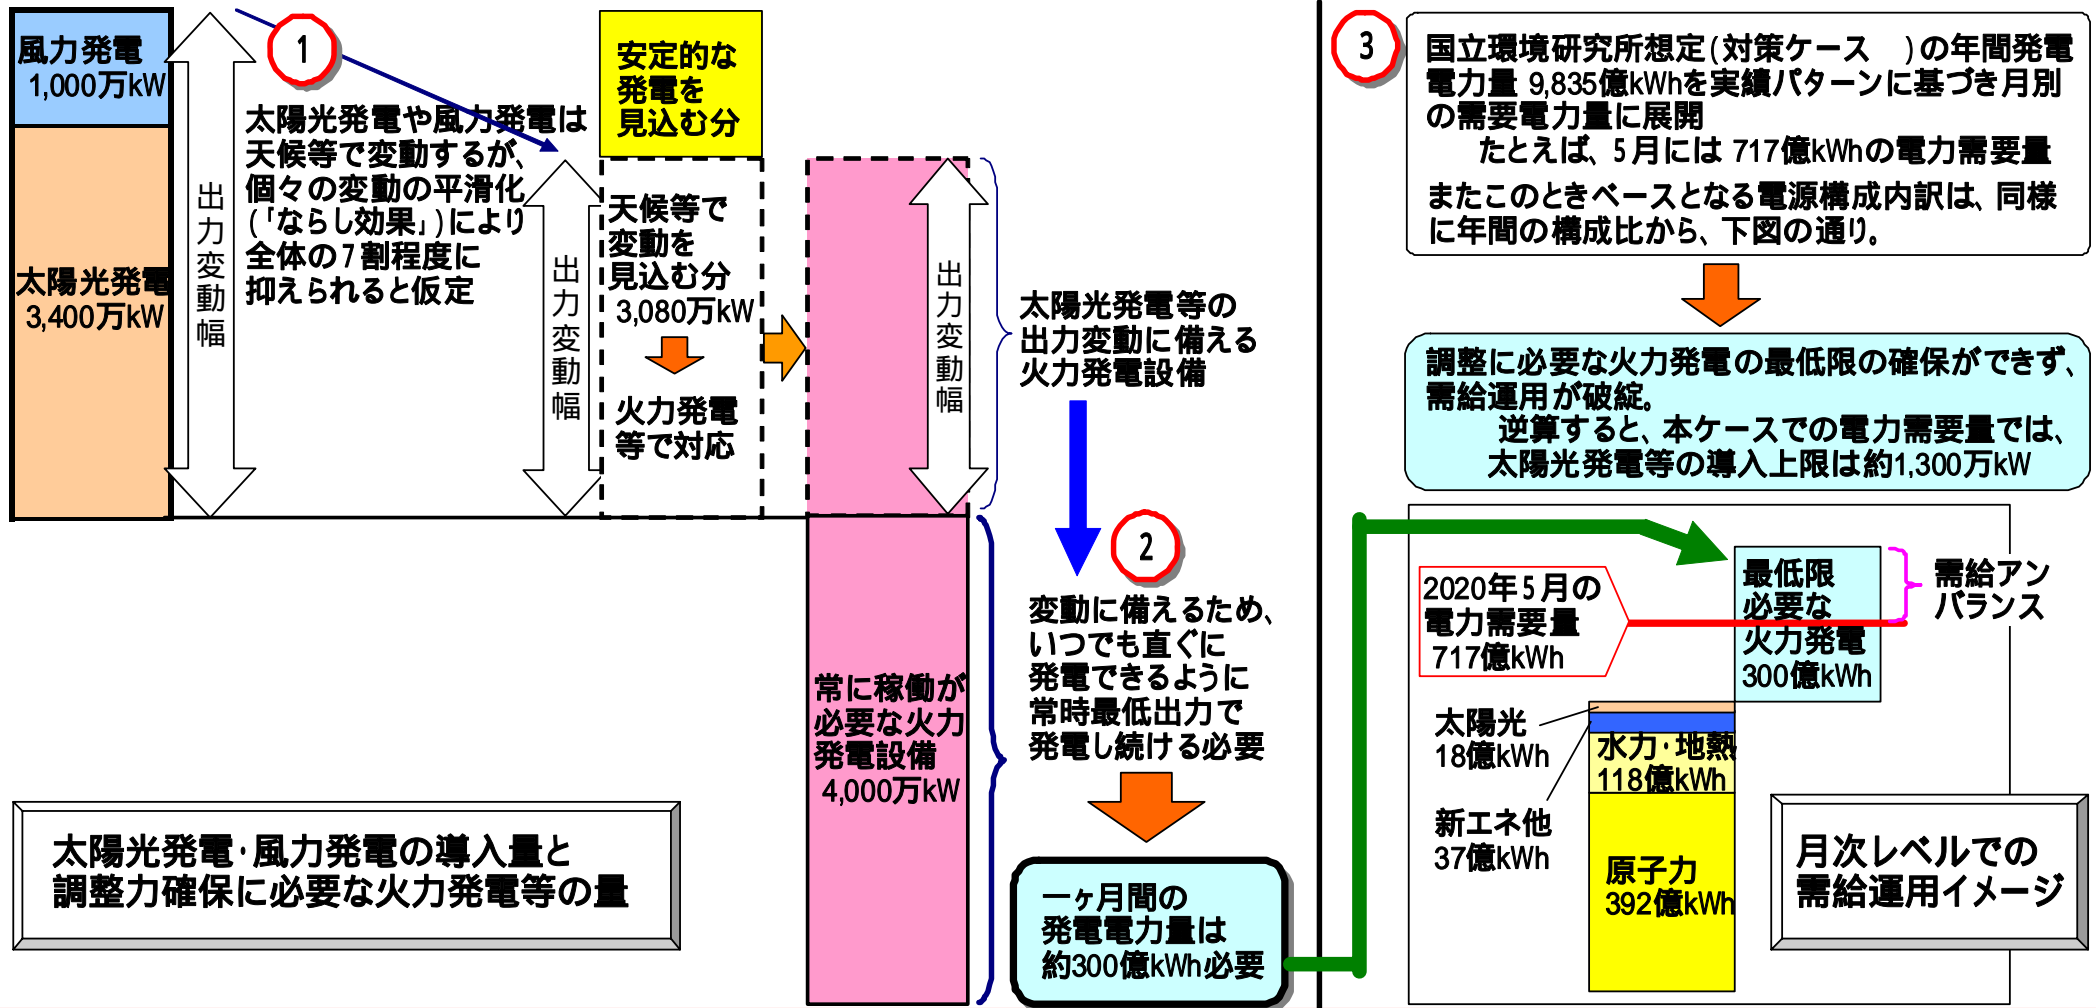 風力発電
1,000万kW
太陽光発電
3,400万kW
出力変動幅
1
太陽光発電や風力発電は
天候等で変動するが、
個々の変動の平滑化
(「ならし効果」)により
全体の7割程度に
抑えられると仮定
出力変動幅
安定的な
発電を
見込む分
天候等で
変動を
見込む分
3,080万kW
火力発電
等で対応
出力変動幅
太陽光発電等の
出力変動に備える
火力発電設備
常に稼働が
必要な火力
発電設備
4,000万kW
2
変動に備えるため、
いつでも直ぐに
発電できるように
常時最低出力で
発電し続ける必要
一ヶ月間の
発電電力量は
約300億kWh必要
太陽光発電・風力発電の導入量と
調整力確保に必要な火力発電等の量
3
国立環境研究所想定(対策ケース　)の年間発電
電力量 9,835億kWhを実績パターンに基づき月別
の需要電力量に展開
たとえば、5月には 717億kWhの電力需要量
またこのときベースとなる電源構成内訳は、同様
に年間の構成比から、下図の通り。
調整に必要な火力発電の最低限の確保ができず、
需給運用が破綻。
逆算すると、本ケースでの電力需要量では、
太陽光発電等の導入上限は約1,300万kW
2020年5月の
電力需要量
717億kWh
最低限
必要な
火力発電
300億kWh
需給アン
バランス
太陽光
18億kWh
水力・地熱
118億kWh
新エネ他
37億kWh
原子力
392億kWh
月次レベルでの
需給運用イメージ